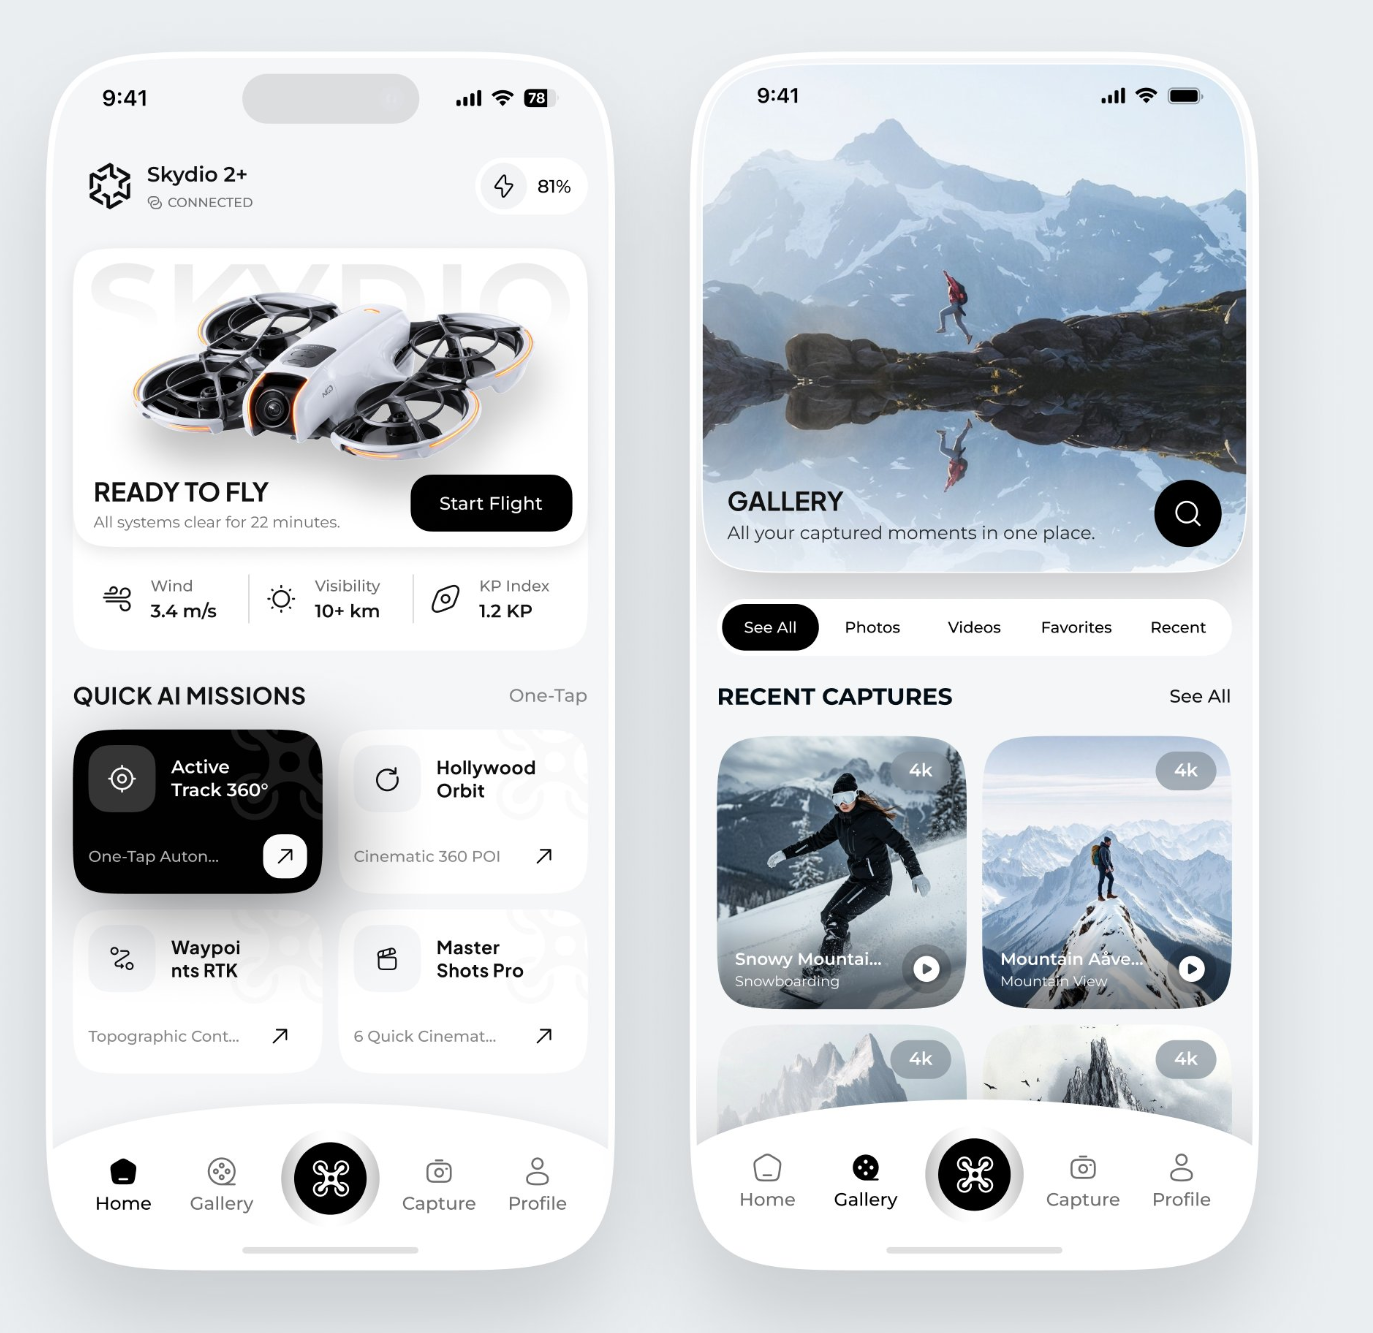 9:41
78
Skydio 2+
CONNECTED
81%
SKYDIO
READY TO FLY
All systems clear for 22 minutes.
Start Flight
Wind
3.4 m/s
Visibility
10+ km
KP Index
1.2 KP
QUICK AI MISSIONS
One-Tap
Active
Track 360°
One-Tap Auton...
Hollywood
Orbit
Cinematic 360 POI
Waypoi
nts RTK
Topographic Cont...
Master
Shots Pro
6 Quick Cinemat...
Home
Gallery
Capture
Profile
9:41
GALLERY
All your captured moments in one place.
See All
Photos
Videos
Favorites
Recent
RECENT CAPTURES
See All
4k
Snowy Mountai...
Snowboarding
4k
Mountain Aave...
Mountain View
4k
4k
Home
Gallery
Capture
Profile